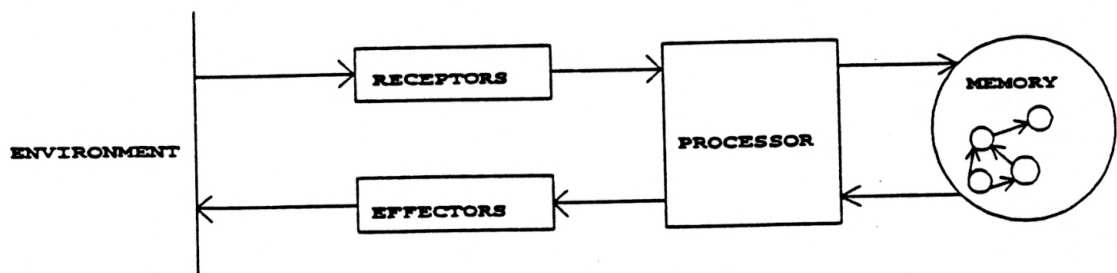 RECEPTORS
MEMORY
PROCESSOR
ENVIRONMENT
EFFECTORS